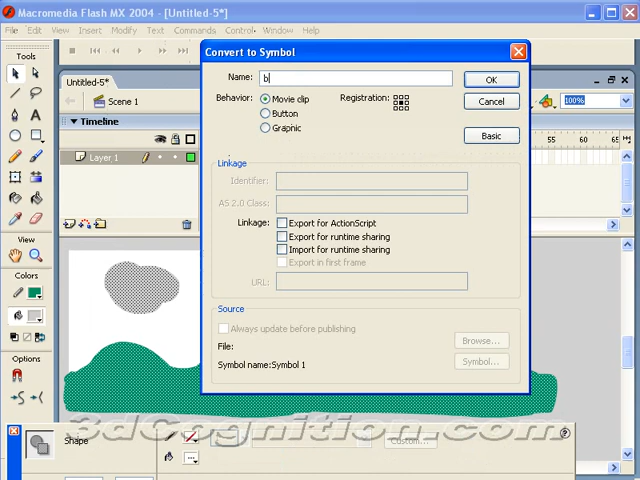 Macromedia Flash MX 2004 - [Untitled-5*]
File Edit View Insert Modify Text Commands Control
Tools
Untitled-5*
Scene 1
Timeline
Layer 1
100%
55 60 65
View
Colors
Options
Convert to Symbol
Name: b
OK
Behavior: Movie clip Registration:
Cancel
Button
Graphic
Basic
Linkage
Identifier:
AS 2.0 Class:
Linkage: Export for ActionScript
Export for runtime sharing
Import for runtime sharing
Export in first frame
URL:
Source
Always update before publishing
Browse...
File:
Symbol...
Symbol name:Symbol 1
3dCognition.com
Shape
Custom...